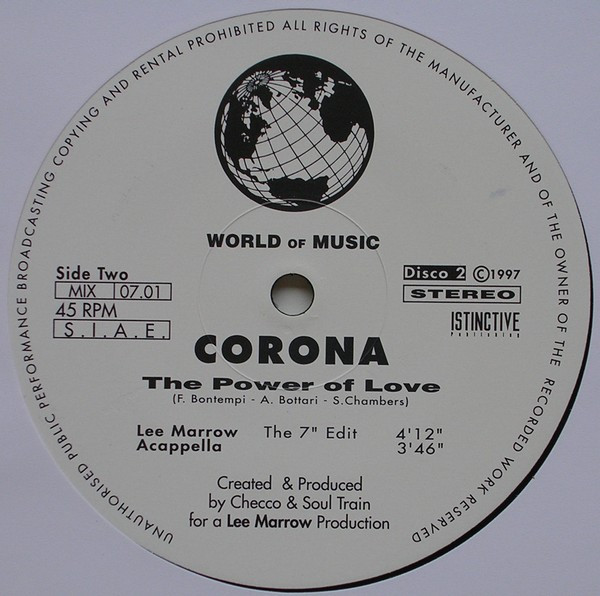 UNAUTHORISED PUBLIC PERFORMANCE BROADCASTING COPYING AND RENTAL PROHIBITED ALL RIGHTS OF THE MANUFACTURER AND OF THE OWNER OF THE RECORDED WORK RESERVED
WORLD OF MUSIC
Side Two
MIX 07.01
45 RPM
S.I.A.E.
Disco 2 ©1997
STEREO
ISTINCTIVE
Publishing
CORONA
The Power of Love
(F. Bontempi - A. Bottari - S.Chambers)
Lee Marrow The 7" Edit 4'12"
Acappella 3'46"
Created & Produced
by Checco & Soul Train
for a Lee Marrow Production